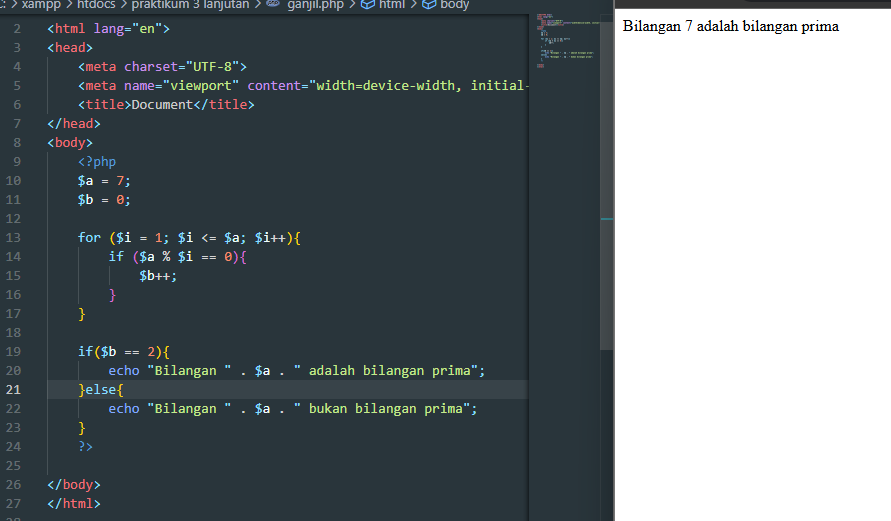 : > xampp > htdocs > praktikum 3 lanjutan > ganjil.php > html > body
2 <html lang="en">
3 <head>
4 <meta charset="UTF-8">
5 <meta name="viewport" content="width=device-width, initial-
6 <title>Document</title>
7 </head>
8 <body>
9 <?php
10 $a = 7;
11 $b = 0;
12
13 for ($i = 1; $i <= $a; $i++){
14 if ($a % $i == 0){
15 $b++;
16 }
17 }
18
19 if($b == 2){
20 echo "Bilangan " . $a . " adalah bilangan prima";
21 }else{
22 echo "Bilangan " . $a . " bukan bilangan prima";
23 }
24 ?>
25
26 </body>
27 </html>
Bilangan 7 adalah bilangan prima